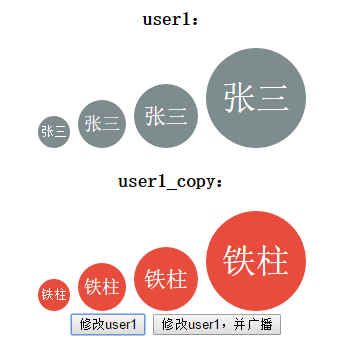 user1：
张三 张三 张三 张三
user1_copy：
铁柱 铁柱 铁柱 铁柱
修改user1 修改user1，并广播